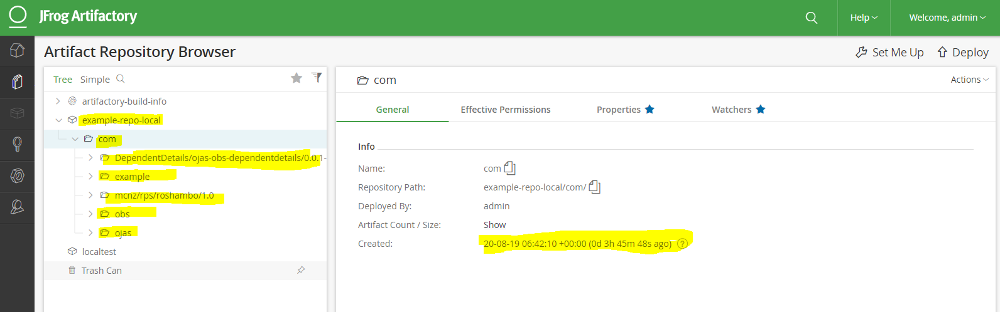 JFrog Artifactory
Help
Welcome, admin
Artifact Repository Browser
Set Me Up
Deploy
Tree Simple
artifactory-build-info
example-repo-local
com
DependentDetails/ojas-obs-dependentdetails/0.0.1-
example
mcnz/rps/roshambo/1.0
obs
ojas
localtest
Trash Can
com
Actions
General Effective Permissions Properties Watchers
Info
Name: com
Repository Path: example-repo-local/com/
Deployed By: admin
Artifact Count / Size: Show
Created: 20-08-19 06:42:10 +00:00 (0d 3h 45m 48s ago) ?